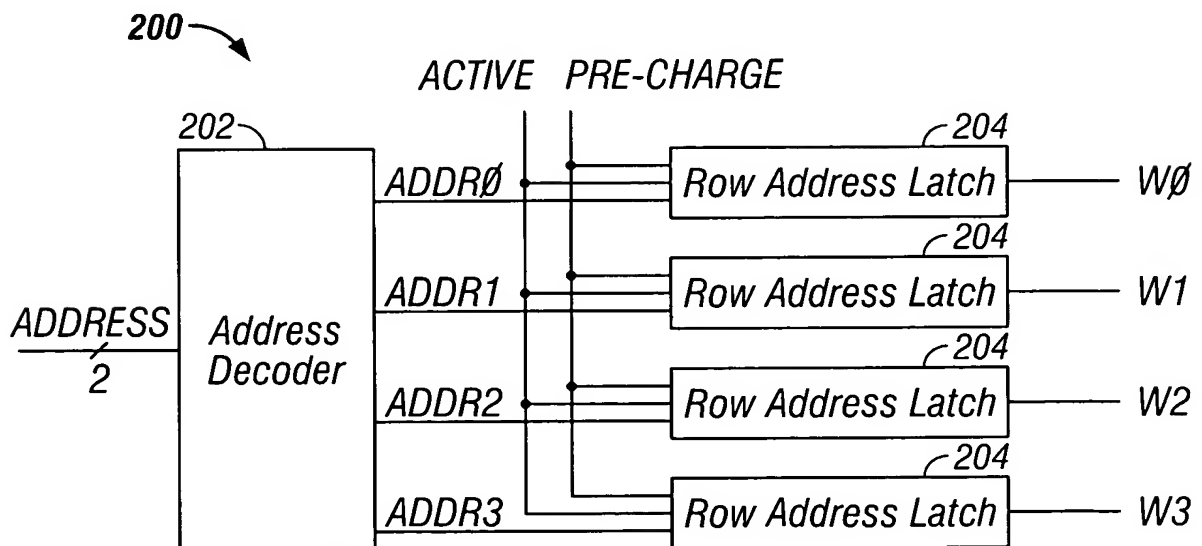 200
ACTIVE PRE-CHARGE
202
204
ADDRØ
Row Address Latch
WØ
204
ADDR1
Row Address Latch
W1
ADDRESS
2
Address
Decoder
204
ADDR2
Row Address Latch
W2
204
ADDR3
Row Address Latch
W3